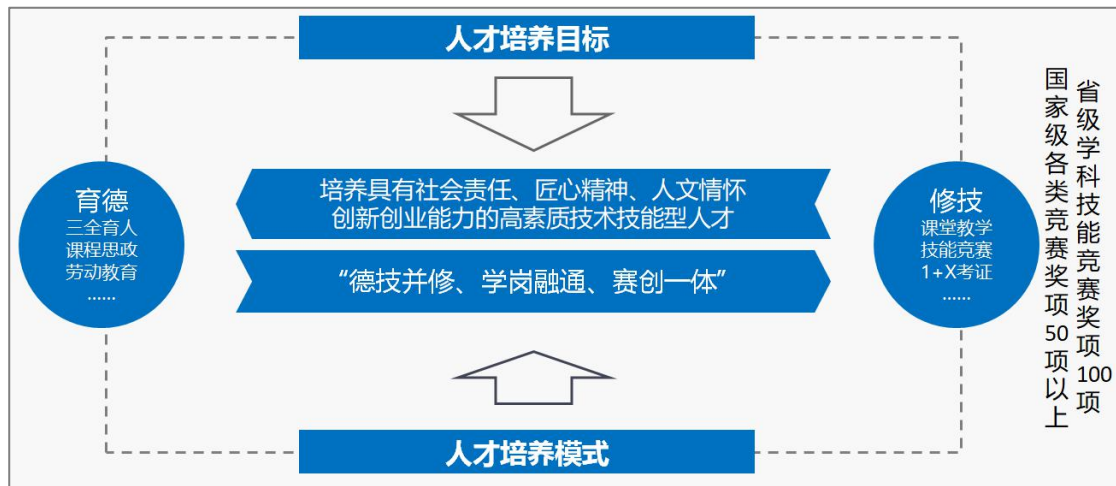 人才培养目标
育德
三全育人
课程思政
劳动教育
……
培养具有社会责任、匠心精神、人文情怀
创新创业能力的高素质技术技能型人才
“德技并修、学岗融通、赛创一体”
修技
课堂教学
技能竞赛
1+X考证
……
省级学科技能竞赛奖项100项
国家级各类竞赛奖项50项以上
人才培养模式